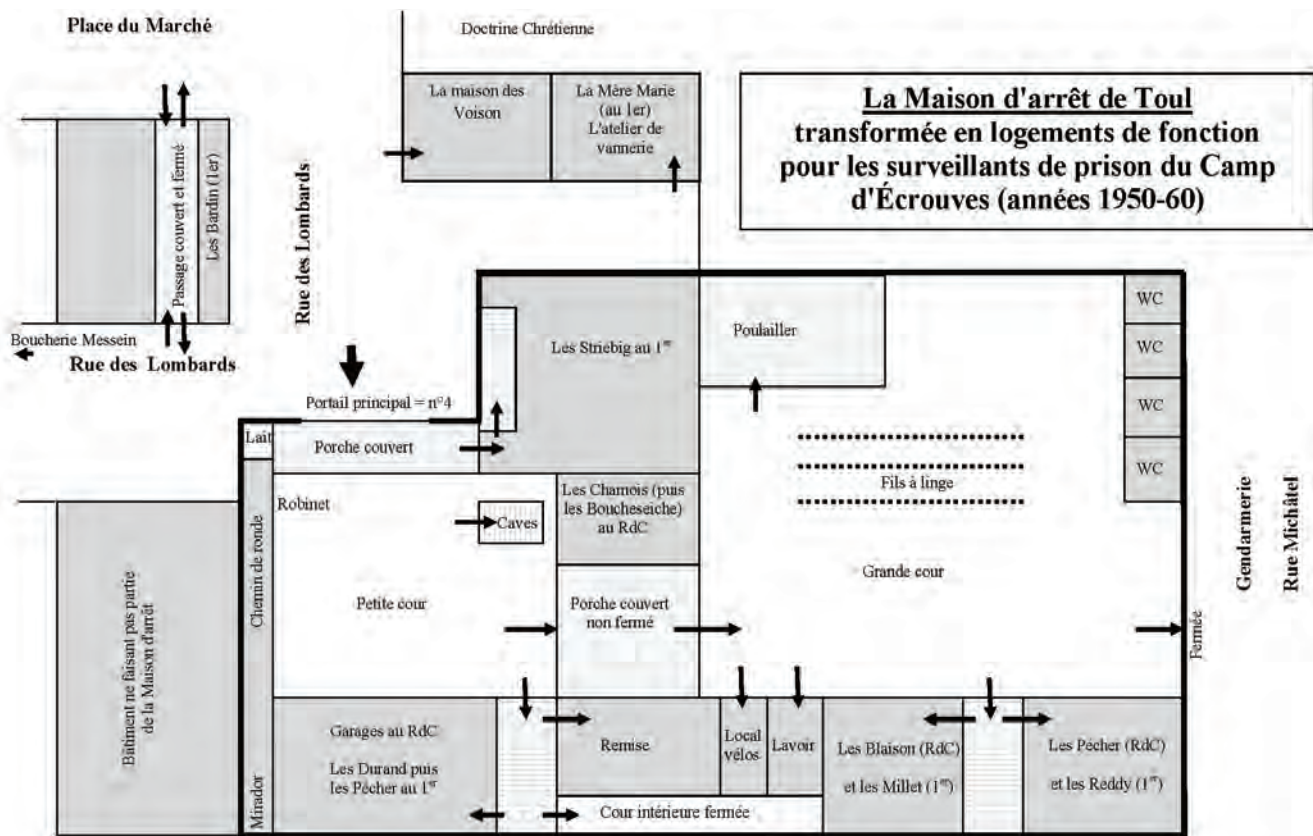 Place du Marché
Doctrine Chrétienne
La maison des
Voison
La Mère Marie
(au 1er)
L'atelier de
vannerie
La Maison d'arrêt de Toul
transformée en logements de fonction
pour les surveillants de prison du Camp
d'Écrouves (années 1950-60)
Passage couvert et fermé
Les Bardin (1er)
Rue des Lombards
Boucherie Messein
Rue des Lombards
Portail principal = n°4
Les Striebig au 1er
Poulailler
WC
WC
WC
WC
Lait
Porche couvert
Robinet
Caves
Les Chamois (puis
les Boucheseiche)
au RdC
Fils à linge
Grande cour
Gendarmerie
Rue Michâtel
Bâtiment ne faisant pas partie
de la Maison d'arrêt
Chemin de ronde
Petite cour
Porche couvert
non fermé
Fermée
Mirador
Garages au RdC
Les Durand puis
les Pécher au 1er
Remise
Local
vélos
Lavoir
Les Blaison (RdC)
et les Millet (1er)
Les Pécher (RdC)
et les Reddy (1er)
Cour intérieure fermée